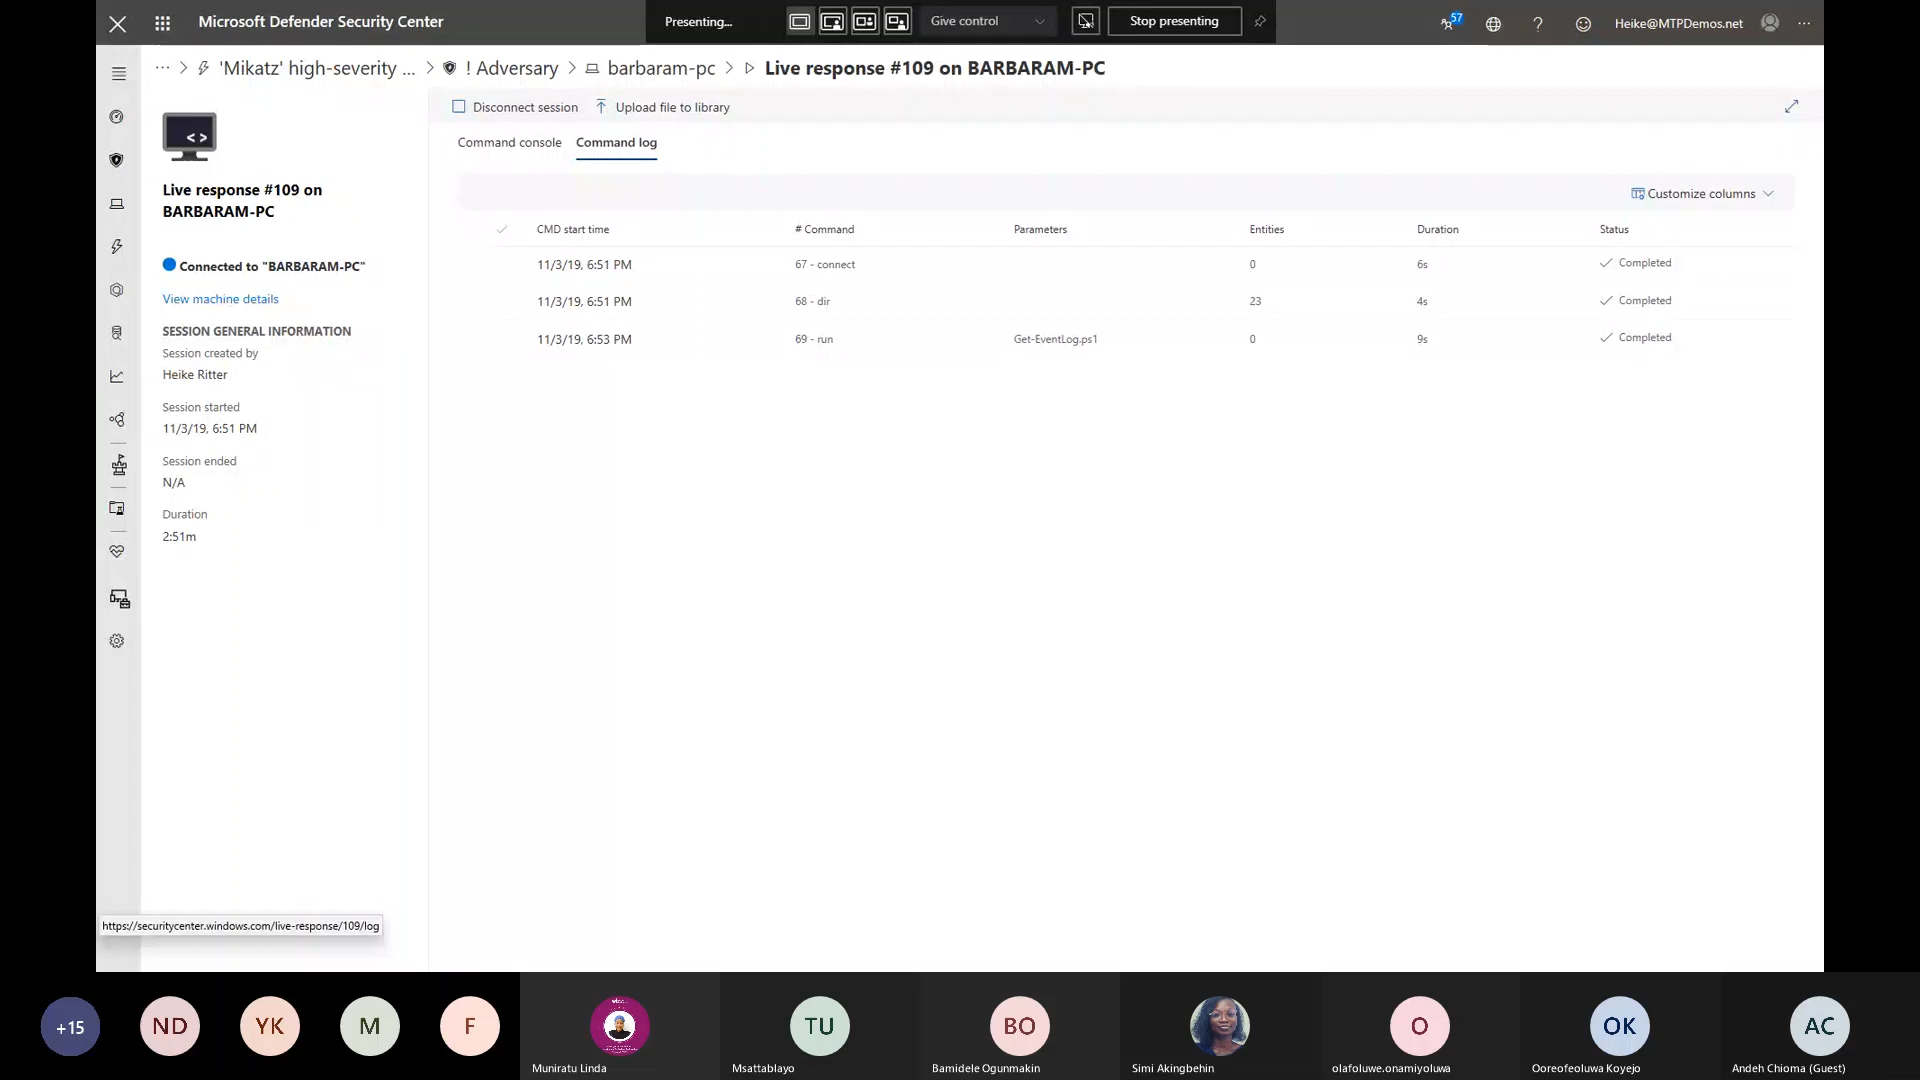 Microsoft Defender Security Center
Presenting...
Give control
Stop presenting
57
?
Heike@MTPDemos.net
...
... > 'Mikatz' high-severity ... > ! Adversary > barbaram-pc > Live response #109 on BARBARAM-PC
Disconnect session
Upload file to library
Command console
Command log
< >
Live response #109 on
BARBARAM-PC
Connected to "BARBARAM-PC"
View machine details
SESSION GENERAL INFORMATION
Session created by
Heike Ritter
Session started
11/3/19, 6:51 PM
Session ended
N/A
Duration
2:51m
Customize columns
CMD start time # Command Parameters Entities Duration Status
11/3/19, 6:51 PM 67 - connect 0 6s Completed
11/3/19, 6:51 PM 68 - dir 23 4s Completed
11/3/19, 6:53 PM 69 - run Get-EventLog.ps1 0 9s Completed
https://securitycenter.windows.com/live-response/109/log
+15
ND
YK
M
F
Muniratu Linda
TU
Msattablayo
BO
Bamidele Ogunmakin
Simi Akingbehin
O
olafoluwe.onamiyoluwa
OK
Ooreofeoluwa Koyejo
AC
Andeh Chioma (Guest)